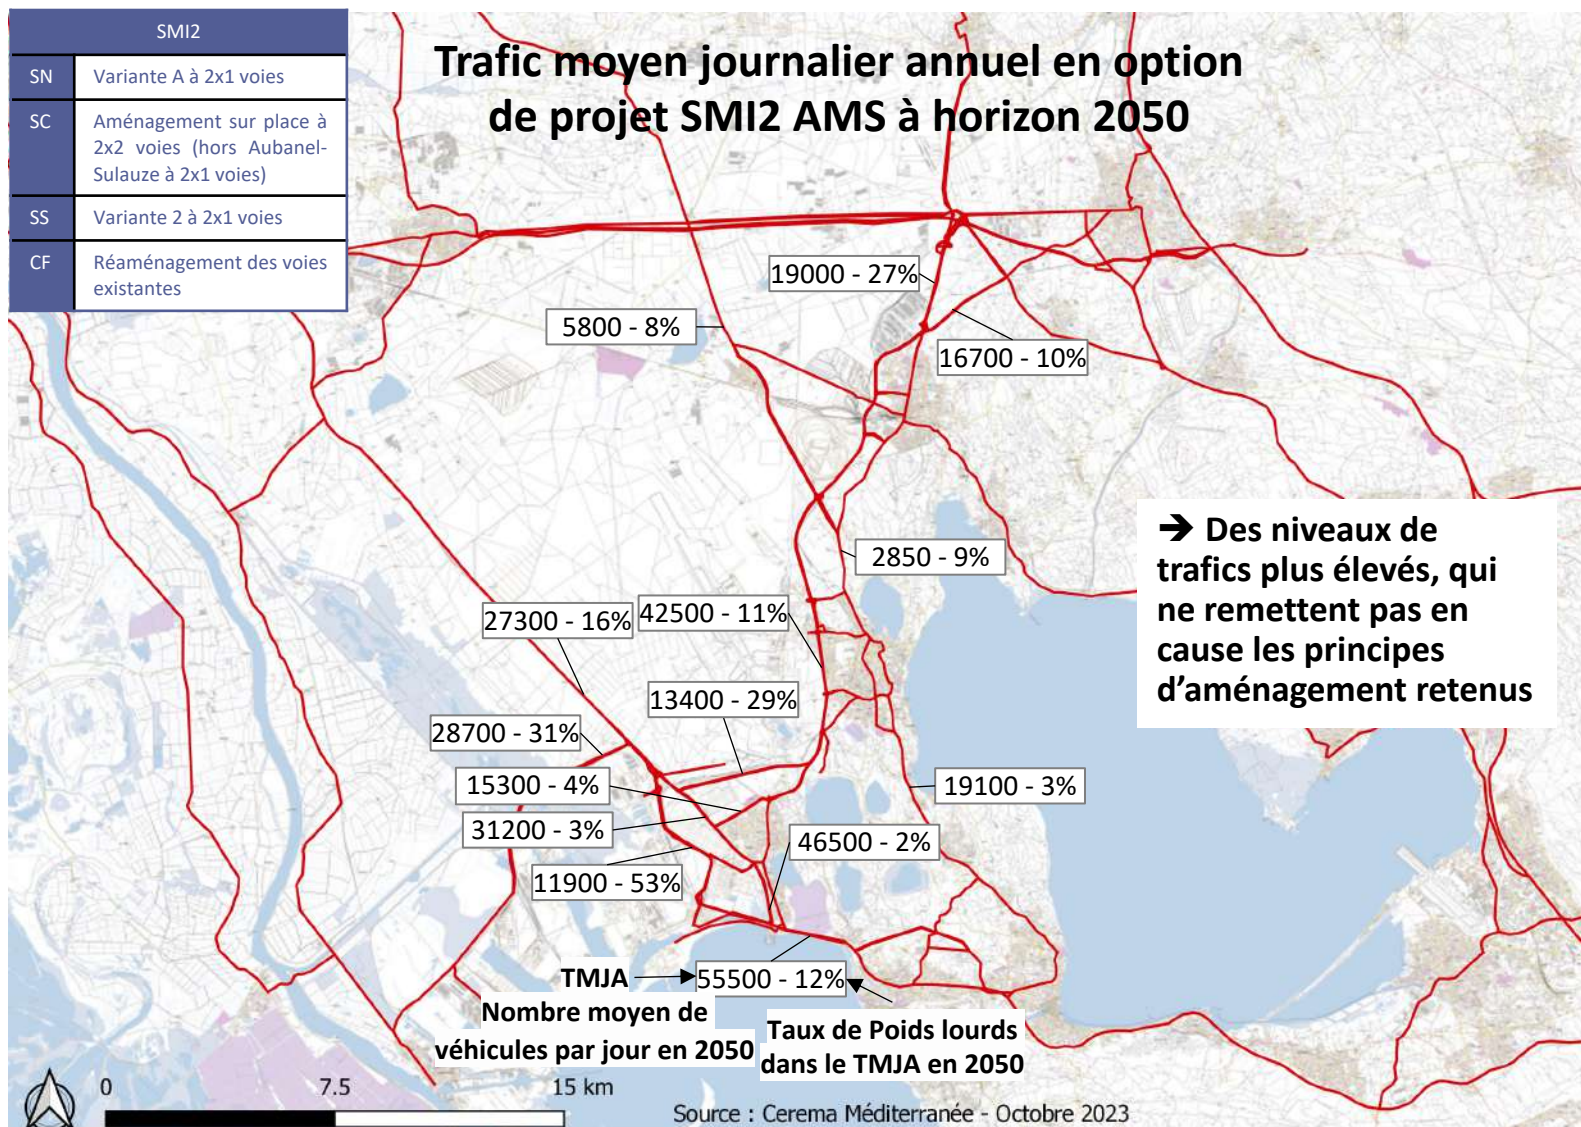 SMI2
SN Variante A à 2x1 voies
SC Aménagement sur place à
2x2 voies (hors Aubanel-
Sulauze à 2x1 voies)
SS Variante 2 à 2x1 voies
CF Réaménagement des voies
existantes
Trafic moyen journalier annuel en option
de projet SMI2 AMS à horizon 2050
19000 - 27%
5800 - 8%
16700 - 10%
➔ Des niveaux de
trafics plus élevés, qui
ne remettent pas en
cause les principes
d’aménagement retenus
2850 - 9%
27300 - 16%
42500 - 11%
13400 - 29%
28700 - 31%
15300 - 4%
19100 - 3%
31200 - 3%
46500 - 2%
11900 - 53%
TMJA
55500 - 12%
Nombre moyen de
véhicules par jour en 2050
Taux de Poids lourds
dans le TMJA en 2050
0 7.5 15 km
Source : Cerema Méditerranée - Octobre 2023